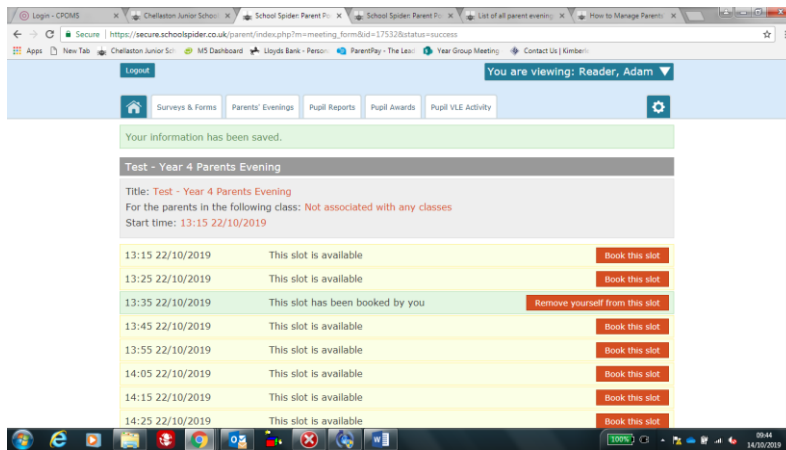 Login - CPOMS
Chellaston Junior School
School Spider: Parent Po
School Spider: Parent Po
List of all parent evening
How to Manage Parents
Secure https://secure.schoolspider.co.uk/parent/index.php?m=meeting_form&id=17532&status=success
Apps New Tab Chellaston Junior Sch MS Dashboard Lloyds Bank - Person ParentPay - The Lead Year Group Meeting Contact Us | Kimberl
Logout You are viewing: Reader, Adam
Surveys & Forms Parents' Evenings Pupil Reports Pupil Awards Pupil VLE Activity
Your information has been saved.
Test - Year 4 Parents Evening
Title: Test - Year 4 Parents Evening
For the parents in the following class: Not associated with any classes
Start time: 13:15 22/10/2019
13:15 22/10/2019 This slot is available Book this slot
13:25 22/10/2019 This slot is available Book this slot
13:35 22/10/2019 This slot has been booked by you Remove yourself from this slot
13:45 22/10/2019 This slot is available Book this slot
13:55 22/10/2019 This slot is available Book this slot
14:05 22/10/2019 This slot is available Book this slot
14:15 22/10/2019 This slot is available Book this slot
14:25 22/10/2019 This slot is available Book this slot
100% 09:44
14/10/2019